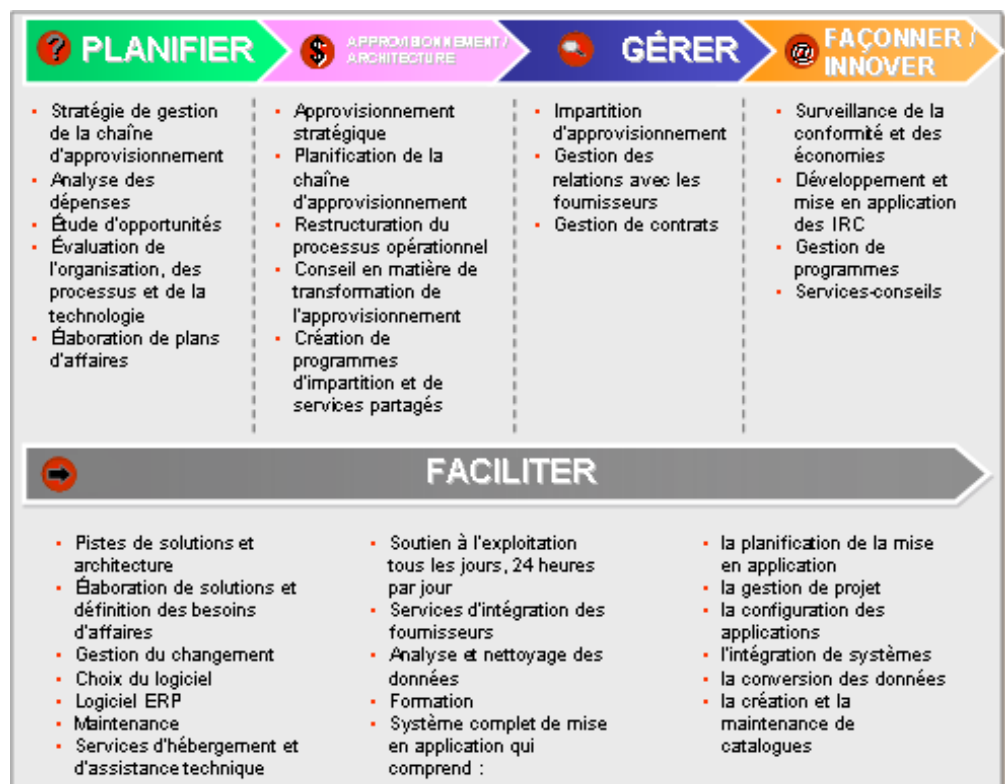 PLANIFIER
APPROVISIONNEMENT /
ARCHITECTURE
GÉRER
FAÇONNER /
INNOVER
Stratégie de gestion
de la chaîne
d'approvisionnement
Analyse des
dépenses
Étude d'opportunités
Évaluation de
l'organisation, des
processus et de la
technologie
Élaboration de plans
d'affaires
Approvisionnement
stratégique
Planification de la
chaîne
d'approvisionnement
Restructuration du
processus opérationnel
Conseil en matière de
transformation de
l'approvisionnement
Création de
programmes
d'impartition et de
services partagés
Impartition
d'approvisionnement
Gestion des
relations avec les
fournisseurs
Gestion de contrats
Surveillance de la
conformité et des
économies
Développement et
mise en application
des IRC
Gestion de
programmes
Services-conseils
FACILITER
Pistes de solutions et
architecture
Élaboration de solutions et
définition des besoins
d'affaires
Gestion du changement
Choix du logiciel
Logiciel ERP
Maintenance
Services d'hébergement et
d'assistance technique
Soutien à l'exploitation
tous les jours, 24 heures
par jour
Services d'intégration des
fournisseurs
Analyse et nettoyage des
données
Formation
Système complet de mise
en application qui
comprend :
la planification de la mise
en application
la gestion de projet
la configuration des
applications
l'intégration de systèmes
la conversion des données
la création et la
maintenance de
catalogues